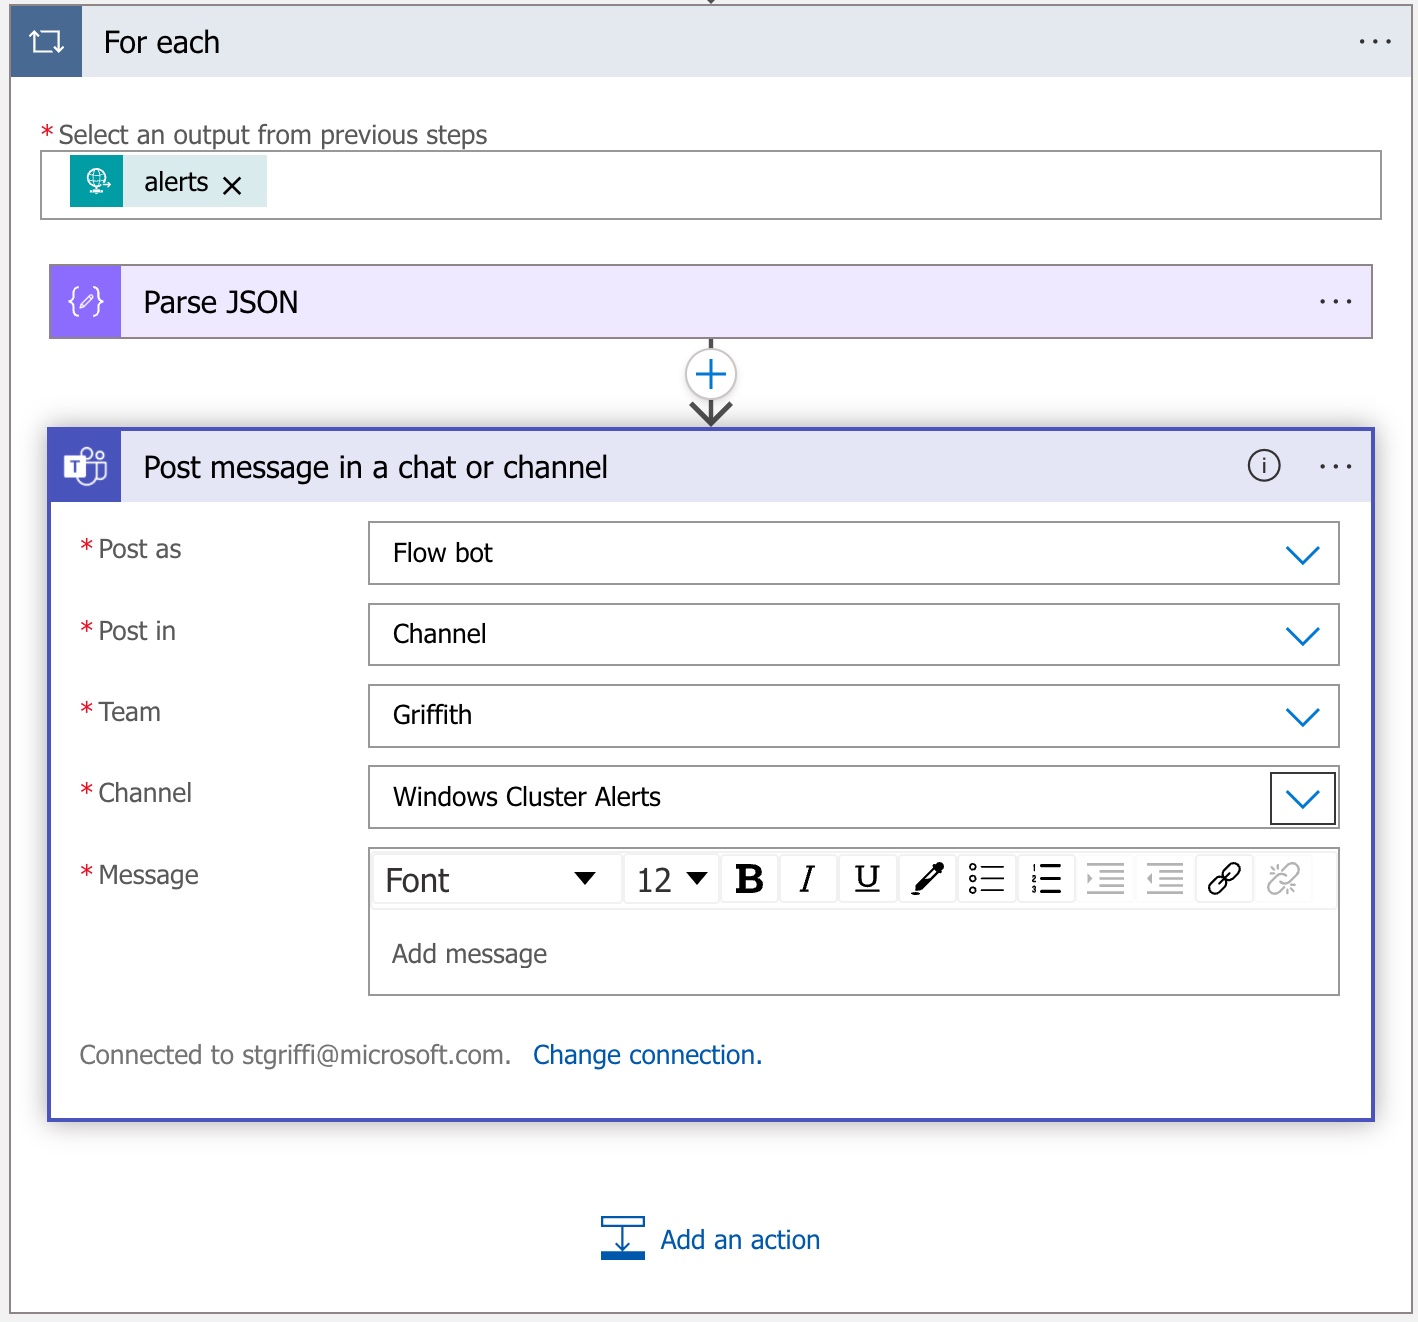 For each
* Select an output from previous steps
alerts
Parse JSON
T
Post message in a chat or channel
* Post as
Flow bot
* Post in
Channel
* Team
Griffith
* Channel
Windows Cluster Alerts
* Message
Font 12 B I U
Add message
Connected to stgriffi@microsoft.com. Change connection.
Add an action